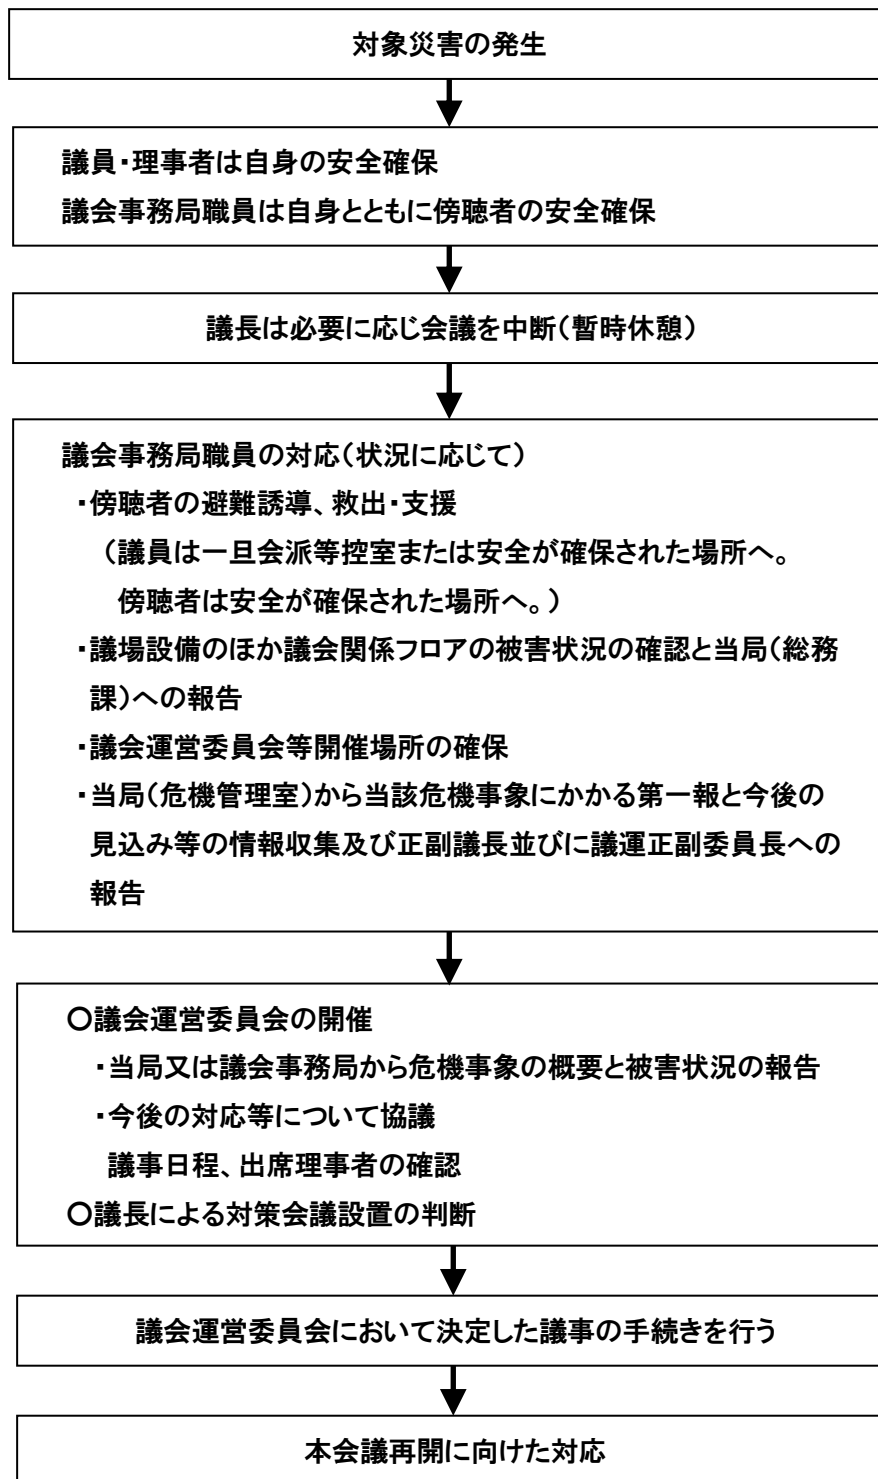 対象災害の発生
議員・理事者は自身の安全確保
議会事務局職員は自身とともに傍聴者の安全確保
議長は必要に応じ会議を中断(暫時休憩)
議会事務局職員の対応(状況に応じて)
・傍聴者の避難誘導、救出・支援
(議員は一旦会派等控室または安全が確保された場所へ。
傍聴者は安全が確保された場所へ。)
・議場設備のほか議会関係フロアの被害状況の確認と当局(総務
課)への報告
・議会運営委員会等開催場所の確保
・当局(危機管理室)から当該危機事象にかかる第一報と今後の
見込み等の情報収集及び正副議長並びに議運正副委員長への
報告
○議会運営委員会の開催
・当局又は議会事務局から危機事象の概要と被害状況の報告
・今後の対応等について協議
議事日程、出席理事者の確認
○議長による対策会議設置の判断
議会運営委員会において決定した議事の手続きを行う
本会議再開に向けた対応